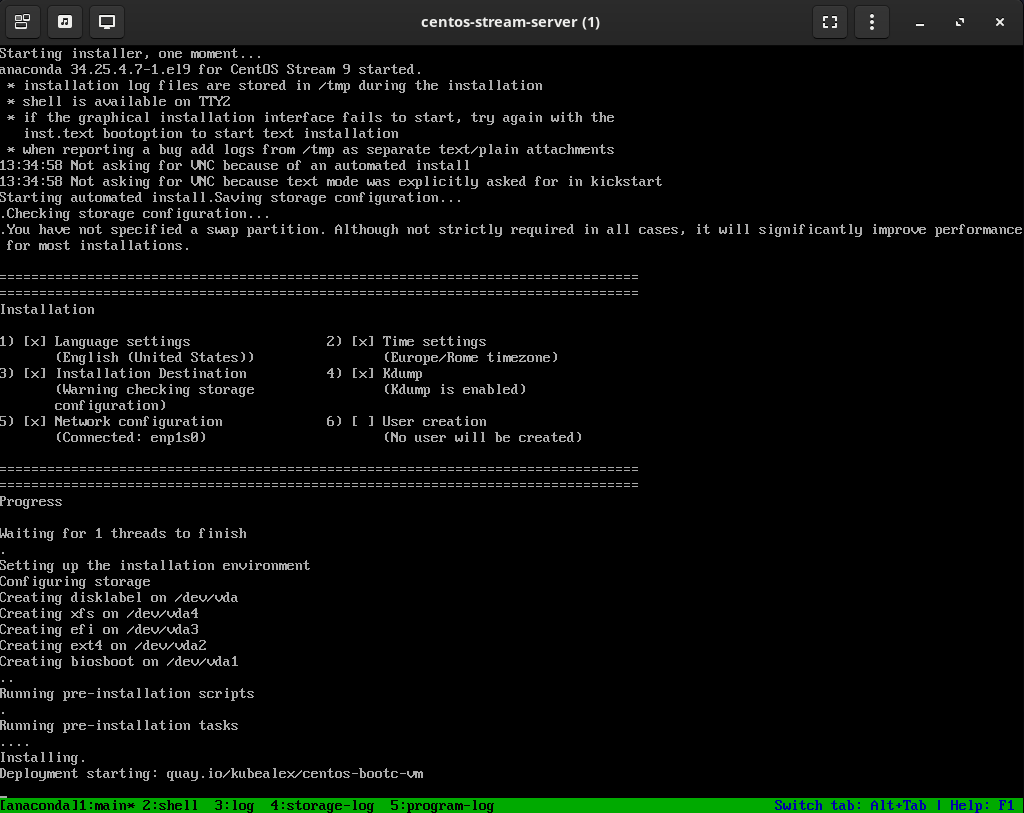 centos-stream-server (1)
Starting installer, one moment...
anaconda 34.25.4.7-1.el9 for CentOS Stream 9 started.
 * installation log files are stored in /tmp during the installation
 * shell is available on TTY2
 * if the graphical installation interface fails to start, try again with the
   inst.text bootoption to start text installation
 * when reporting a bug add logs from /tmp as separate text/plain attachments
13:34:58 Not asking for VNC because of an automated install
13:34:58 Not asking for VNC because text mode was explicitly asked for in kickstart
Starting automated install.Saving storage configuration...
.Checking storage configuration...
.You have not specified a swap partition. Although not strictly required in all cases, it will significantly improve performance
 for most installations.
================================================================================
================================================================================
Installation
1) [x] Language settings                 2) [x] Time settings
       (English (United States))                (Europe/Rome timezone)
3) [x] Installation Destination          4) [x] Kdump
       (Warning checking storage                (Kdump is enabled)
       configuration)
5) [x] Network configuration             6) [ ] User creation
       (Connected: enp1s0)                      (No user will be created)
================================================================================
================================================================================
Progress
Waiting for 1 threads to finish
.
Setting up the installation environment
Configuring storage
Creating disklabel on /dev/vda
Creating xfs on /dev/vda4
Creating efi on /dev/vda3
Creating ext4 on /dev/vda2
Creating biosboot on /dev/vda1
..
Running pre-installation scripts
.
Running pre-installation tasks
....
Installing.
Deployment starting: quay.io/kubealex/centos-bootc-vm
[anaconda]1:main* 2:shell  3:log  4:storage-log  5:program-log Switch tab: Alt+Tab | Help: F1